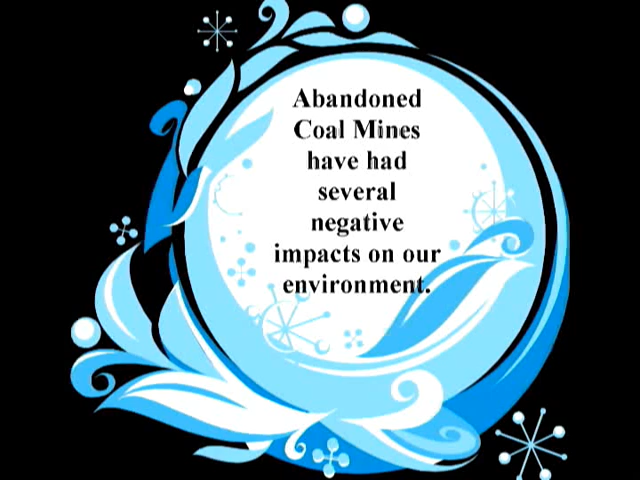 Abandoned
Coal Mines
have had
several
negative
impacts on our
environment.